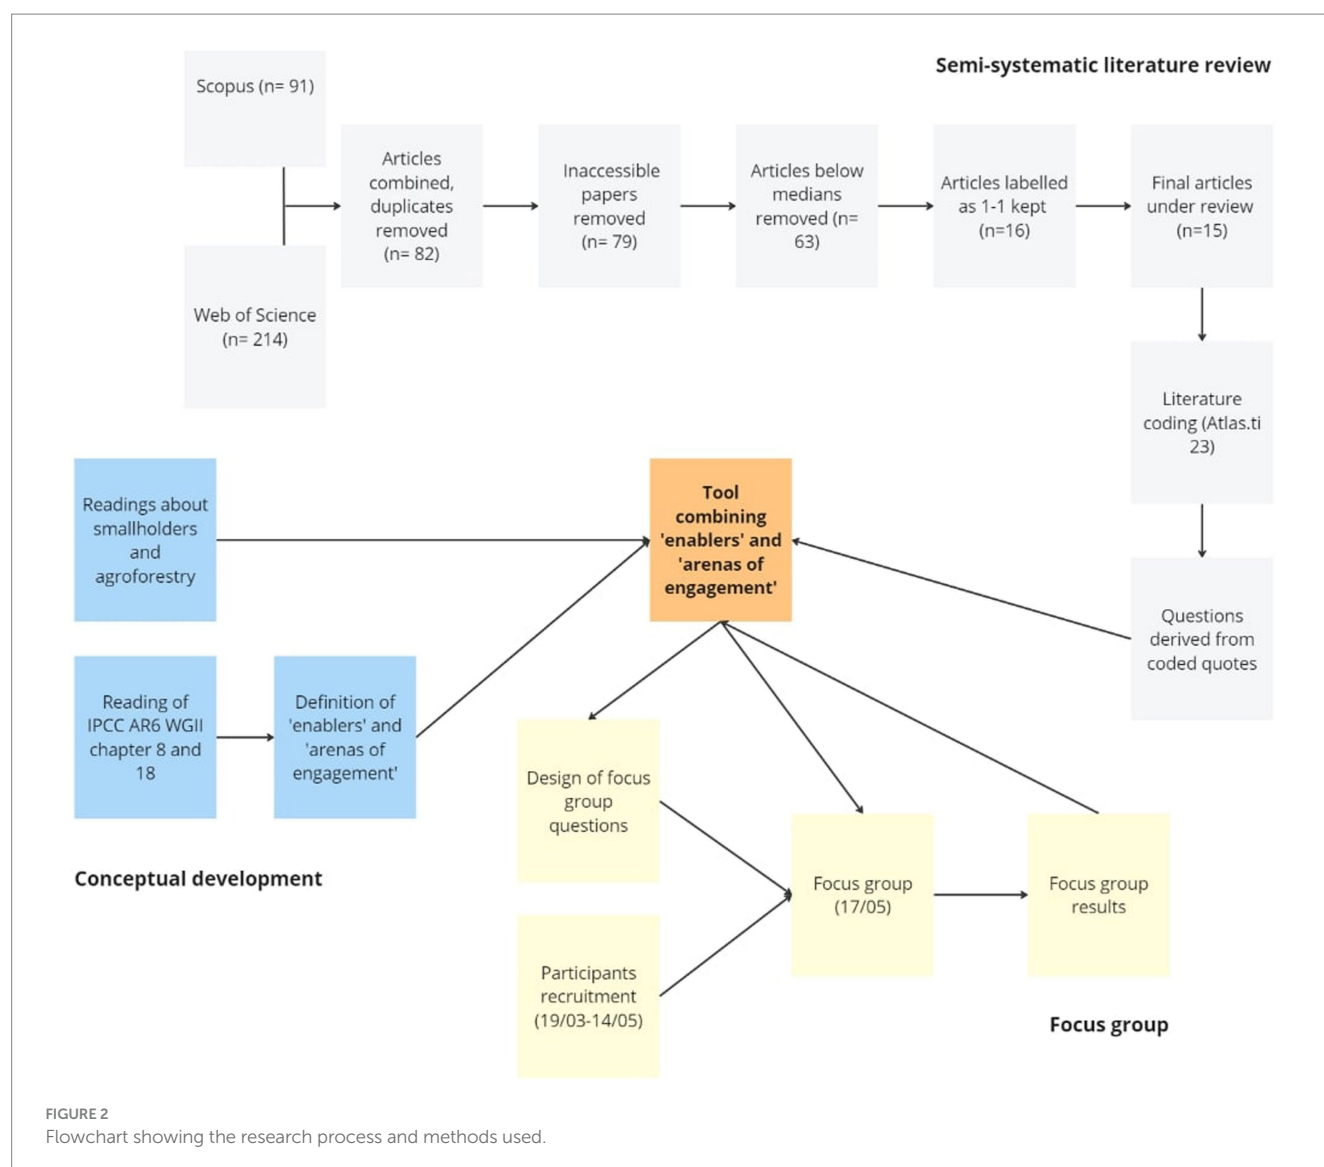 Semi-systematic literature review
Scopus (n= 91)
Web of Science
(n= 214)
Articles
combined,
duplicates
removed
(n= 82)
Inaccessible
papers
removed
(n= 79)
Articles below
medians
removed (n=
63)
Articles labelled
as 1-1 kept
(n=16)
Final articles
under review
(n=15)
Literature
coding (Atlas.ti
23)
Questions
derived from
coded quotes
Readings about
smallholders
and
agroforestry
Reading of
IPCC AR6 WGII
chapter 8 and
18
Definition of
'enablers' and
'arenas of
engagement'
Conceptual development
Tool
combining
'enablers' and
'arenas of
engagement'
Design of focus
group
questions
Participants
recruitment
(19/03-14/05)
Focus group
(17/05)
Focus group
results
Focus group
FIGURE 2
Flowchart showing the research process and methods used.